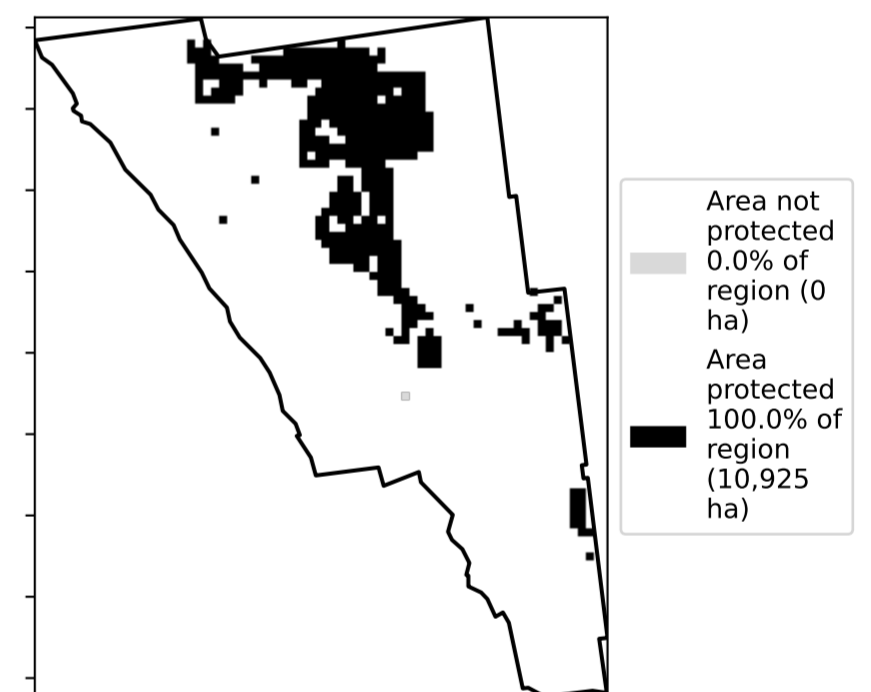 Area not
protected
0.0% of
region (0
ha)
Area
protected
100.0% of
region
(10,925
ha)